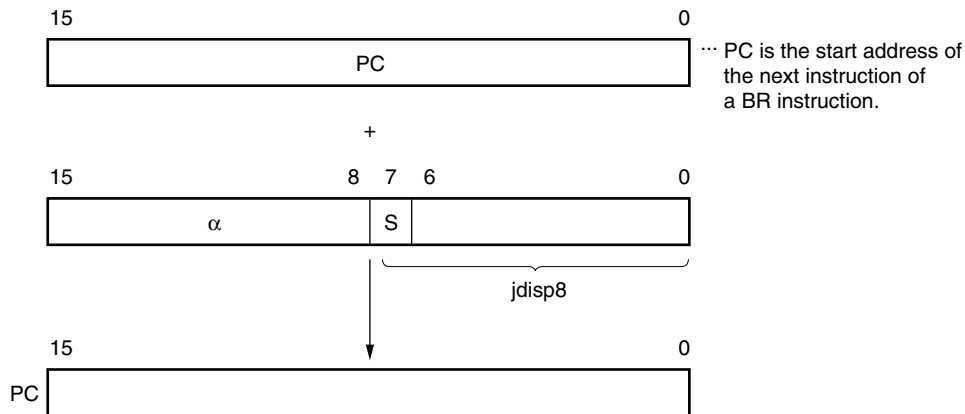 15 0
PC
··· PC is the start address of
the next instruction of
a BR instruction.
+
15 8 7 6 0
α S
jdisp8
15 0
PC